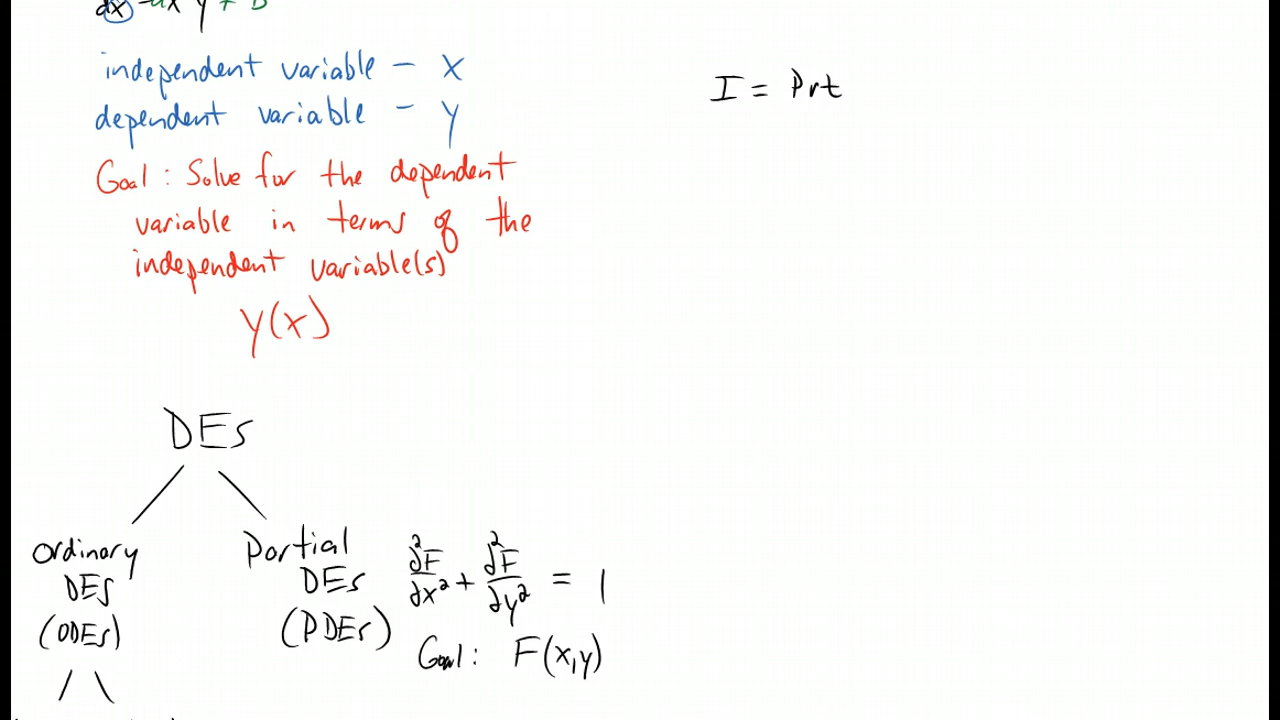 independent variable – x
dependent variable – y
Goal: Solve for the dependent
variable in terms of the
independent variable(s)
y(x)
I = Prt
DEs
Ordinary
DEs
(ODEs)
Partial
DEs
(PDEs)
∂²F/∂x² + ∂²F/∂y² = 1
Goal: F(x,y)